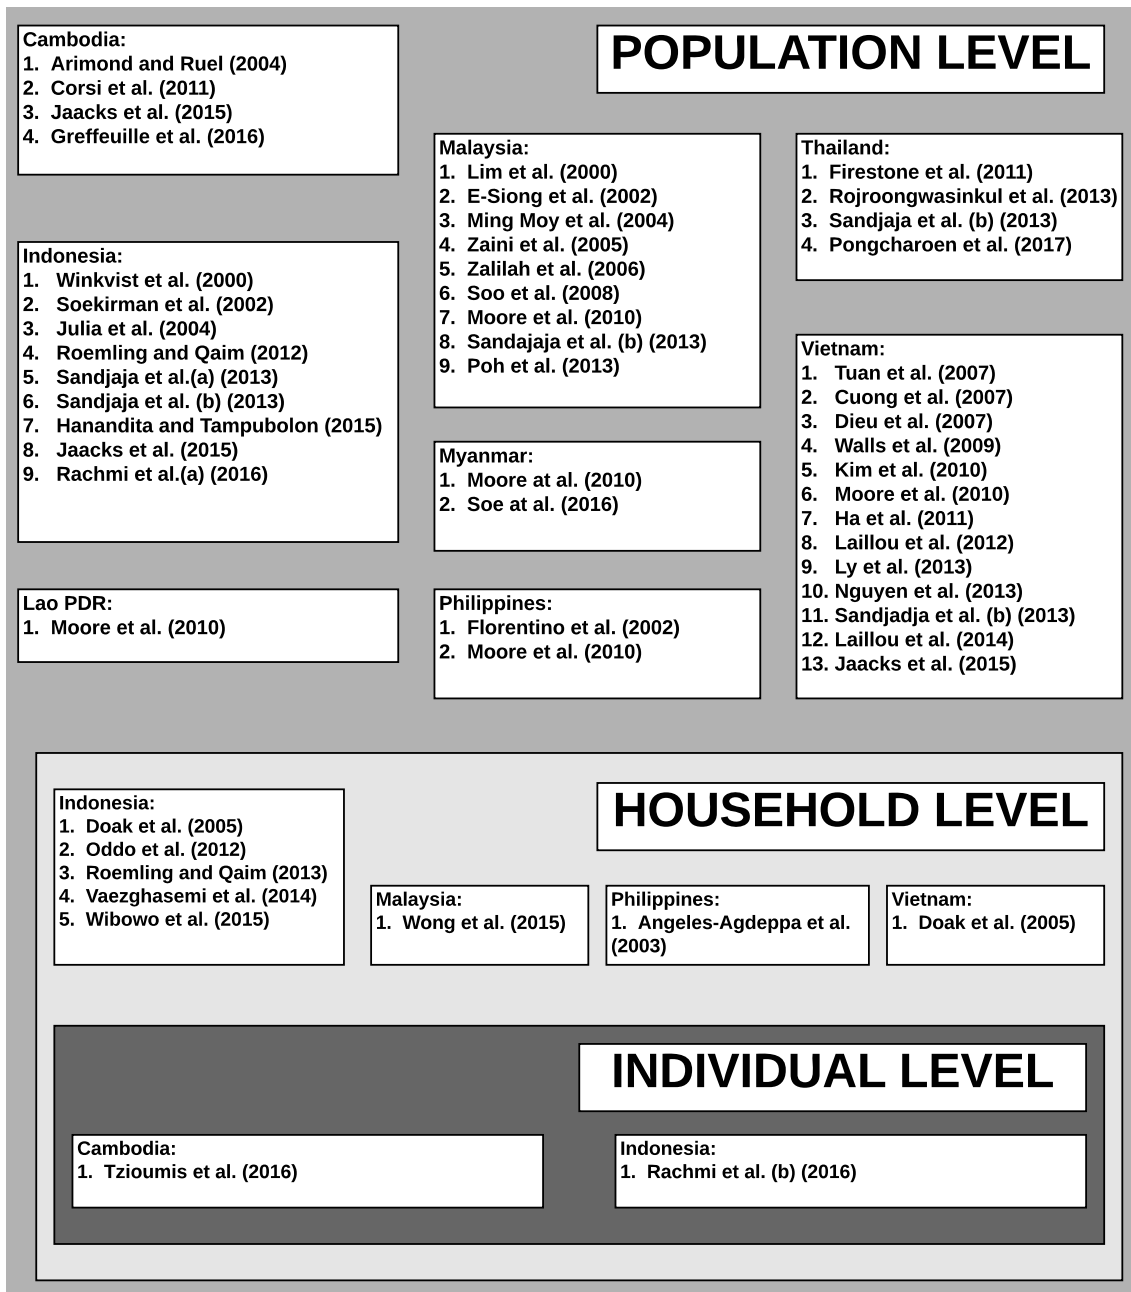 POPULATION LEVEL
Cambodia:
1. Arimond and Ruel (2004)
2. Corsi et al. (2011)
3. Jaacks et al. (2015)
4. Greffeuille et al. (2016)
Indonesia:
1. Winkvist et al. (2000)
2. Soekirman et al. (2002)
3. Julia et al. (2004)
4. Roemling and Qaim (2012)
5. Sandjaja et al.(a) (2013)
6. Sandjaja et al. (b) (2013)
7. Hanandita and Tampubolon (2015)
8. Jaacks et al. (2015)
9. Rachmi et al.(a) (2016)
Lao PDR:
1. Moore et al. (2010)
Malaysia:
1. Lim et al. (2000)
2. E-Siong et al. (2002)
3. Ming Moy et al. (2004)
4. Zaini et al. (2005)
5. Zalilah et al. (2006)
6. Soo et al. (2008)
7. Moore et al. (2010)
8. Sandajaja et al. (b) (2013)
9. Poh et al. (2013)
Myanmar:
1. Moore at al. (2010)
2. Soe at al. (2016)
Philippines:
1. Florentino et al. (2002)
2. Moore et al. (2010)
Thailand:
1. Firestone et al. (2011)
2. Rojroongwasinkul et al. (2013)
3. Sandjaja et al. (b) (2013)
4. Pongcharoen et al. (2017)
Vietnam:
1. Tuan et al. (2007)
2. Cuong et al. (2007)
3. Dieu et al. (2007)
4. Walls et al. (2009)
5. Kim et al. (2010)
6. Moore et al. (2010)
7. Ha et al. (2011)
8. Laillou et al. (2012)
9. Ly et al. (2013)
10. Nguyen et al. (2013)
11. Sandjadja et al. (b) (2013)
12. Laillou et al. (2014)
13. Jaacks et al. (2015)
HOUSEHOLD LEVEL
Indonesia:
1. Doak et al. (2005)
2. Oddo et al. (2012)
3. Roemling and Qaim (2013)
4. Vaezghasemi et al. (2014)
5. Wibowo et al. (2015)
Malaysia:
1. Wong et al. (2015)
Philippines:
1. Angeles-Agdeppa et al.
(2003)
Vietnam:
1. Doak et al. (2005)
INDIVIDUAL LEVEL
Cambodia:
1. Tzioumis et al. (2016)
Indonesia:
1. Rachmi et al. (b) (2016)